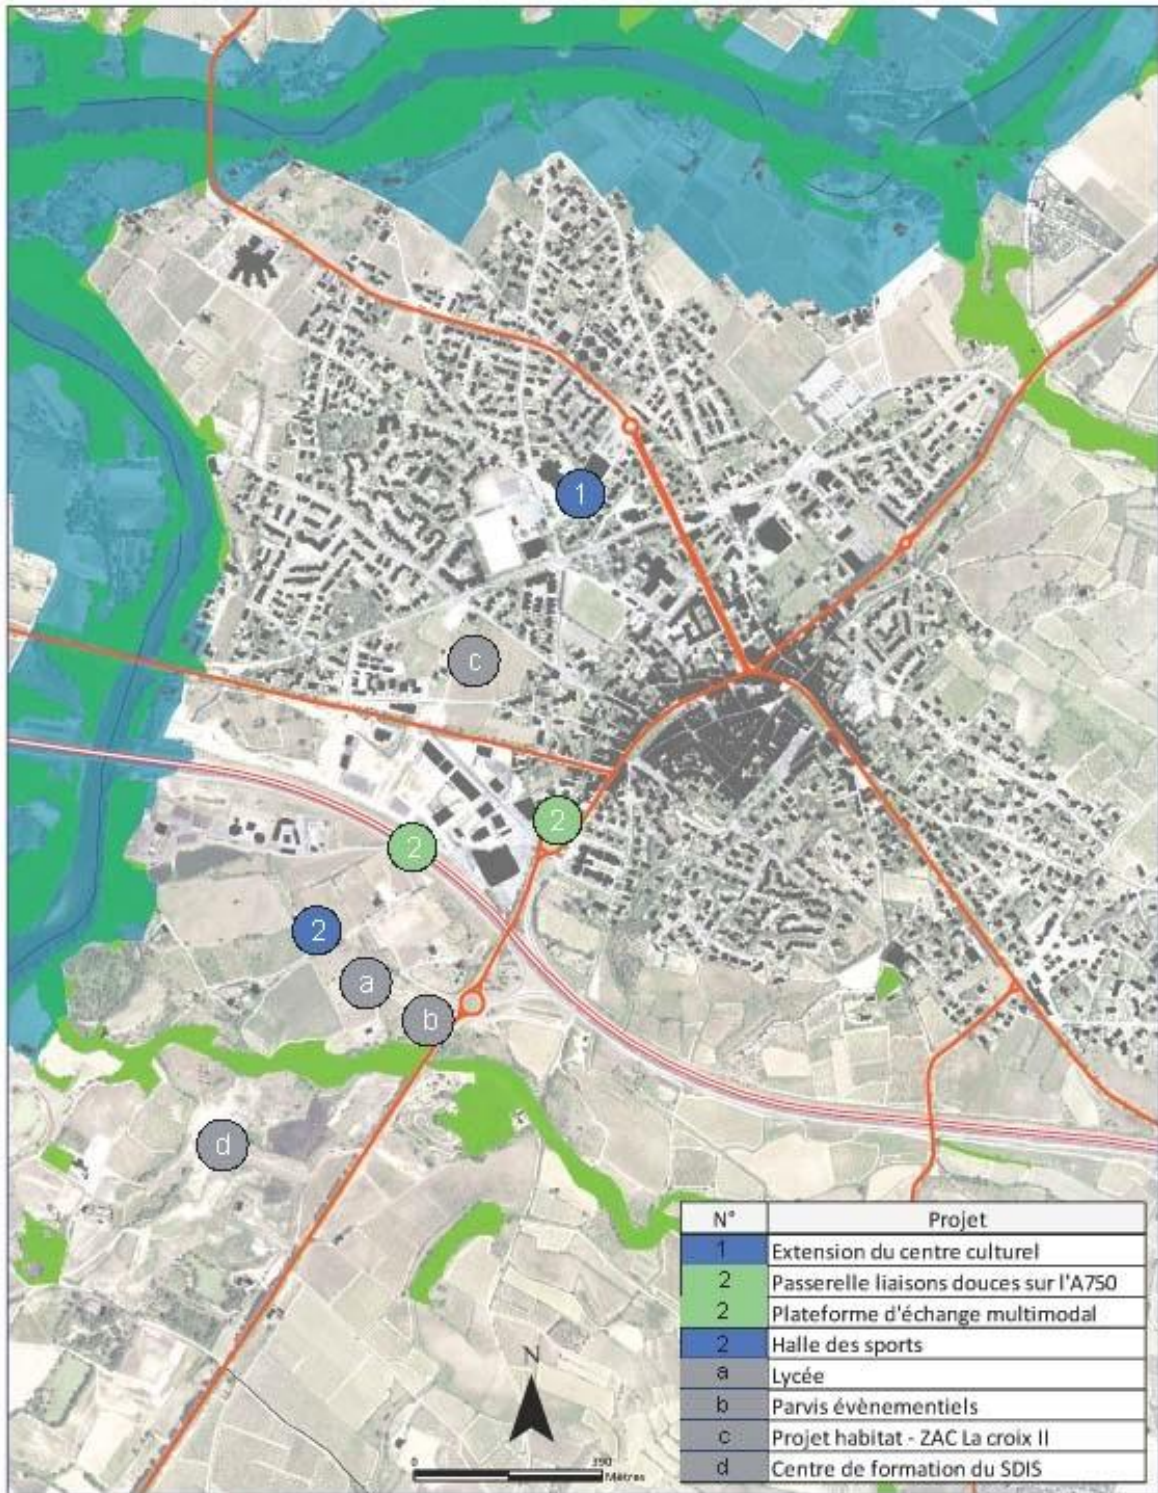 1
c
2
2
2
a
b
d
N° Projet
1 Extension du centre culturel
2 Passerelle liaisons douces sur l'A750
2 Plateforme d'échange multimodal
2 Halle des sports
a Lycée
b Parvis évènementiels
c Projet habitat - ZAC La croix II
d Centre de formation du SDIS
N
0 390
Mètres